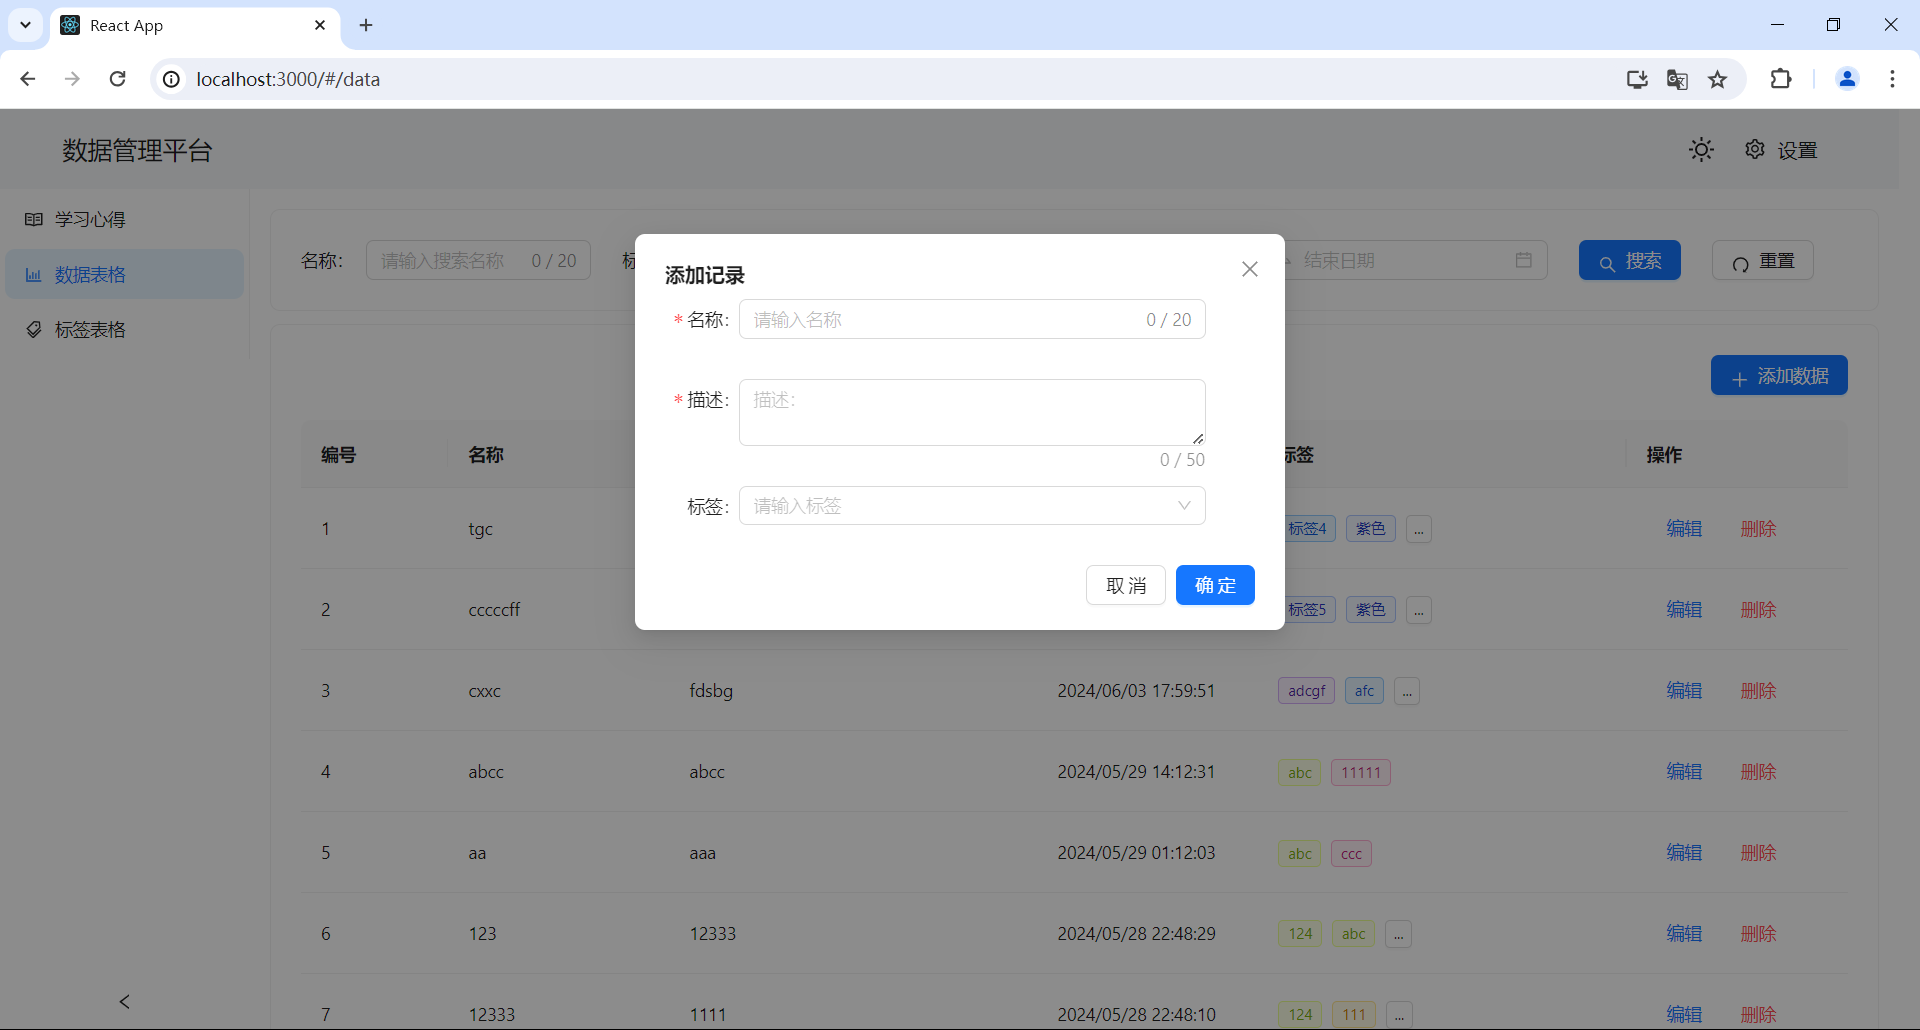 React App
localhost:3000/#/data
数据管理平台
设置
学习心得
数据表格
标签表格
名称: 请输入搜索名称 0 / 20
结束日期
搜索
重置
添加数据
添加记录
* 名称: 请输入名称 0 / 20
* 描述: 描述:
0 / 50
标签: 请输入标签
取 消 确 定
编号 名称 标签 操作
1 tgc 标签4 紫色 ... 编辑 删除
2 cccccff 标签5 紫色 ... 编辑 删除
3 cxxc fdsbg 2024/06/03 17:59:51 adcgf afc ... 编辑 删除
4 abcc abcc 2024/05/29 14:12:31 abc 11111 编辑 删除
5 aa aaa 2024/05/29 01:12:03 abc ccc 编辑 删除
6 123 12333 2024/05/28 22:48:29 124 abc ... 编辑 删除
7 12333 1111 2024/05/28 22:48:10 124 111 ... 编辑 删除